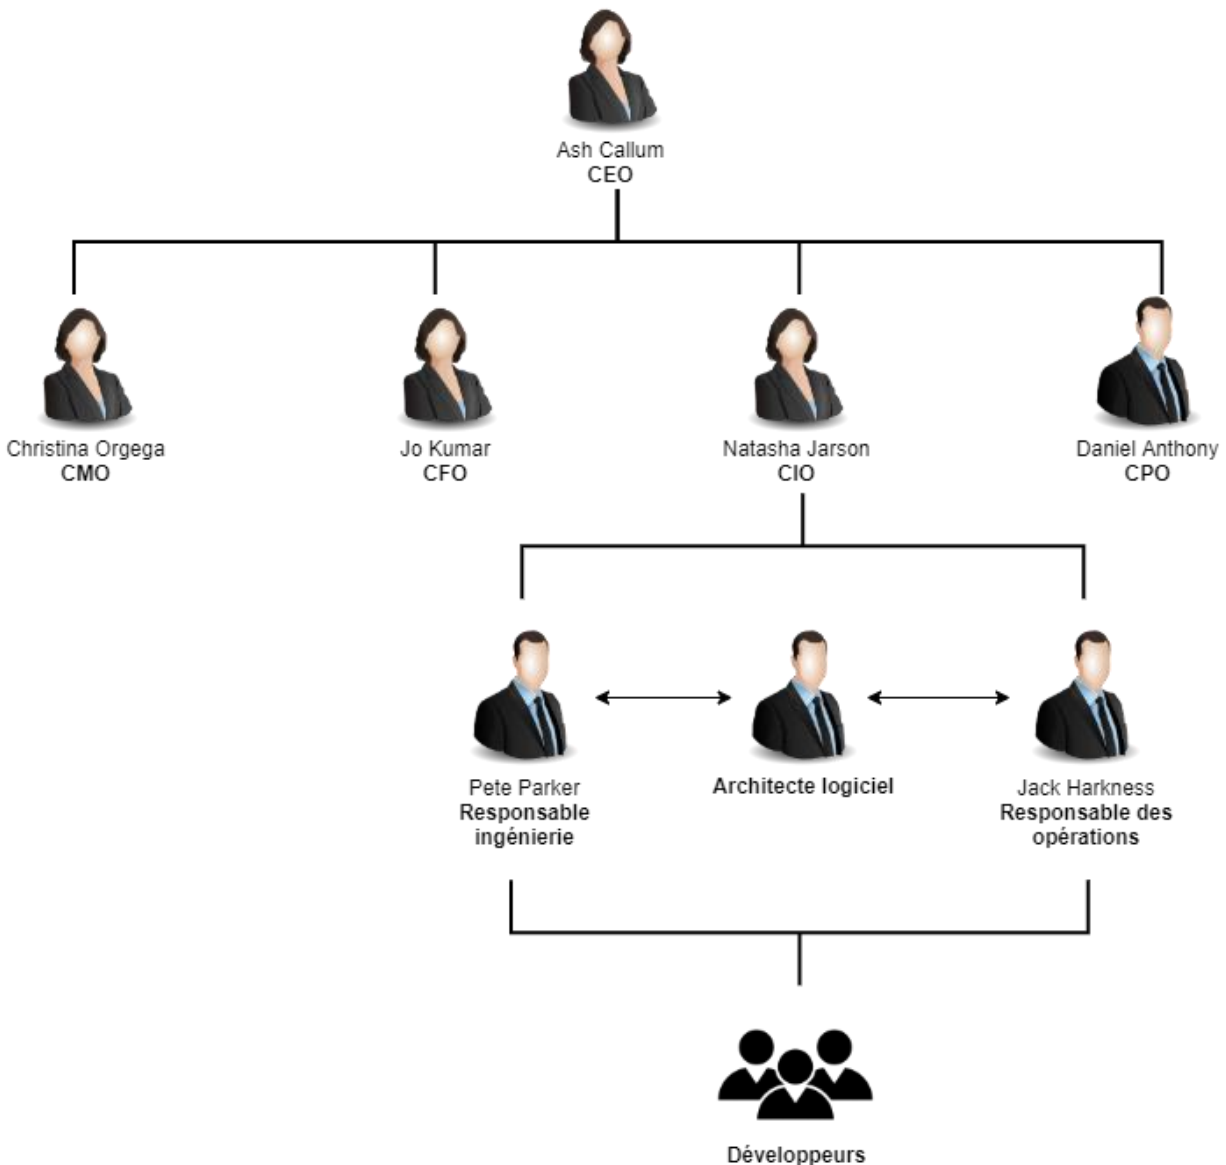 Ash Callum
CEO
Christina Orgega
CMO
Jo Kumar
CFO
Natasha Jarson
CIO
Daniel Anthony
CPO
Pete Parker
Responsable
ingénierie
Architecte logiciel
Jack Harkness
Responsable des
opérations
Développeurs